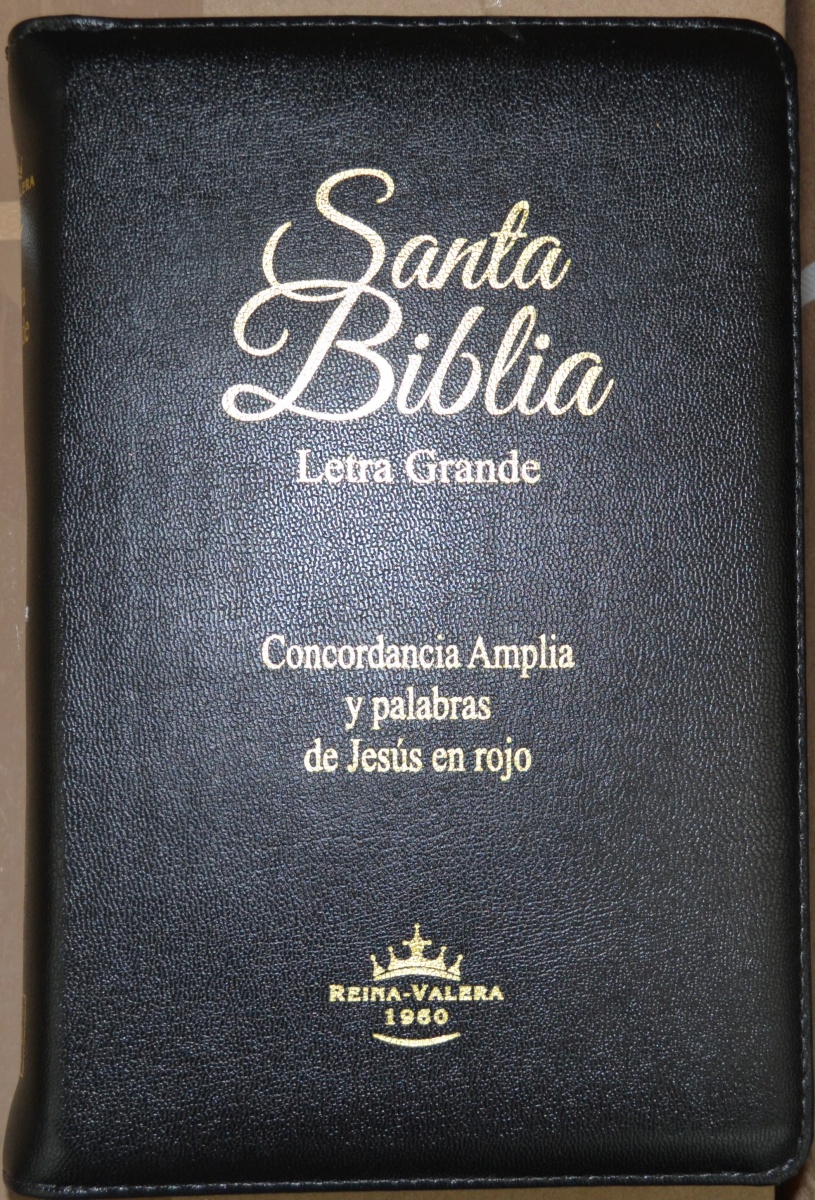 Santa
Biblia
Letra Grande
Concordancia Amplia
y palabras
de Jesús en rojo
REINA-VALERA
1960